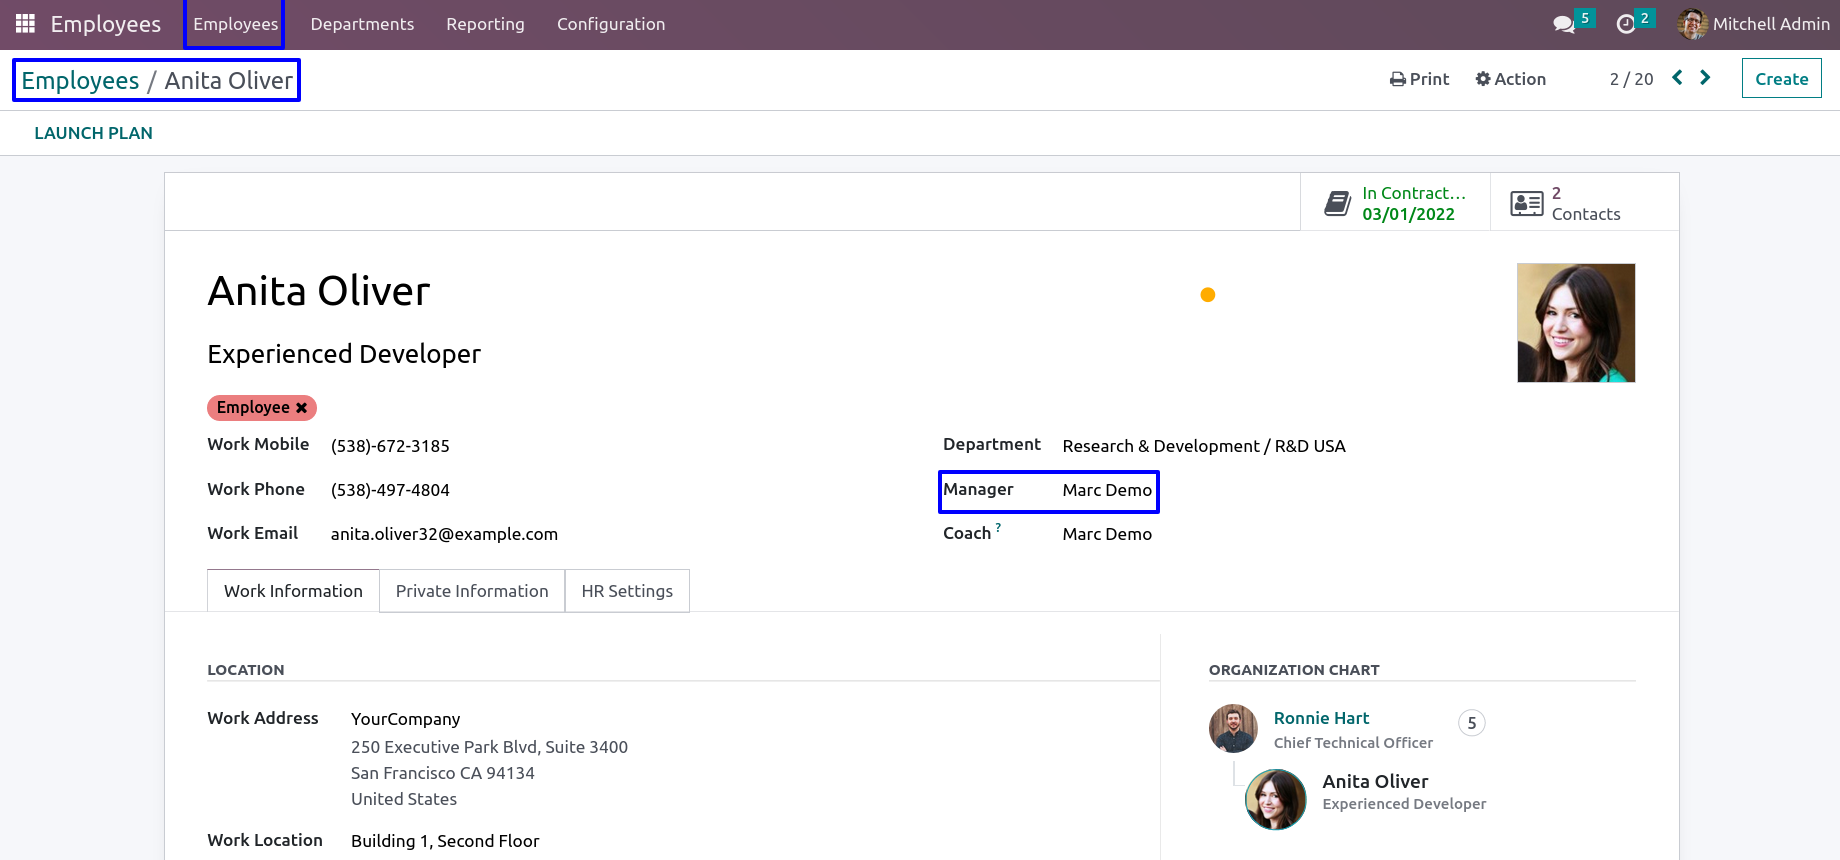 Employees Employees Departments Reporting Configuration 5 2 Mitchell Admin
Employees / Anita Oliver Print Action 2 / 20 Create
LAUNCH PLAN
In Contract...
03/01/2022
2
Contacts
Anita Oliver
Experienced Developer
Employee ✖
Work Mobile (538)-672-3185
Work Phone (538)-497-4804
Work Email anita.oliver32@example.com
Department Research & Development / R&D USA
Manager Marc Demo
Coach ? Marc Demo
Work Information Private Information HR Settings
LOCATION
Work Address YourCompany
250 Executive Park Blvd, Suite 3400
San Francisco CA 94134
United States
Work Location Building 1, Second Floor
ORGANIZATION CHART
Ronnie Hart 5
Chief Technical Officer
Anita Oliver
Experienced Developer